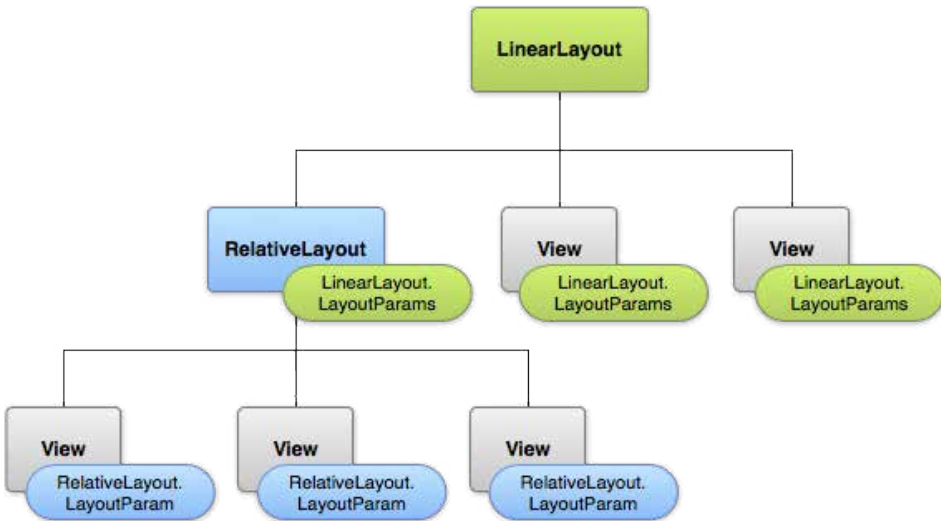 LinearLayout
RelativeLayout
LinearLayout.
LayoutParams
View
LinearLayout.
LayoutParams
View
LinearLayout.
LayoutParams
View
RelativeLayout.
LayoutParam
View
RelativeLayout.
LayoutParam
View
RelativeLayout.
LayoutParam